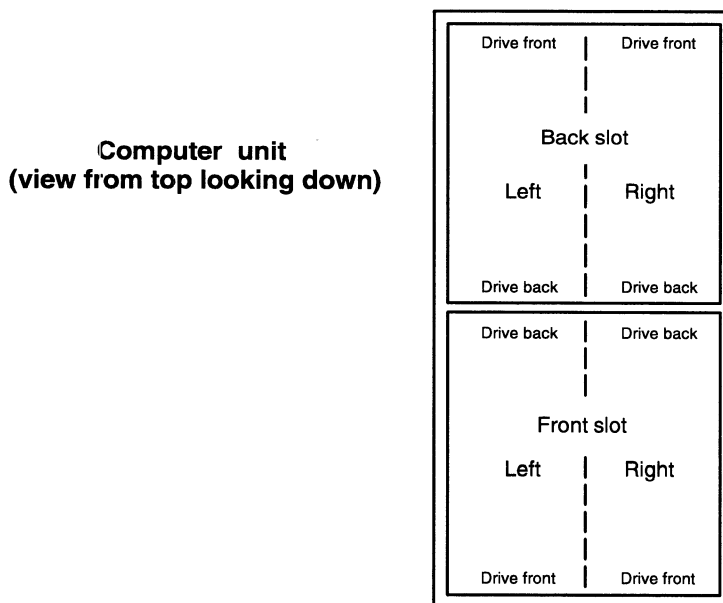 Drive front Drive front
Back slot
Computer unit
(view from top looking down)
Left Right
Drive back Drive back
Drive back Drive back
Front slot
Left Right
Drive front Drive front